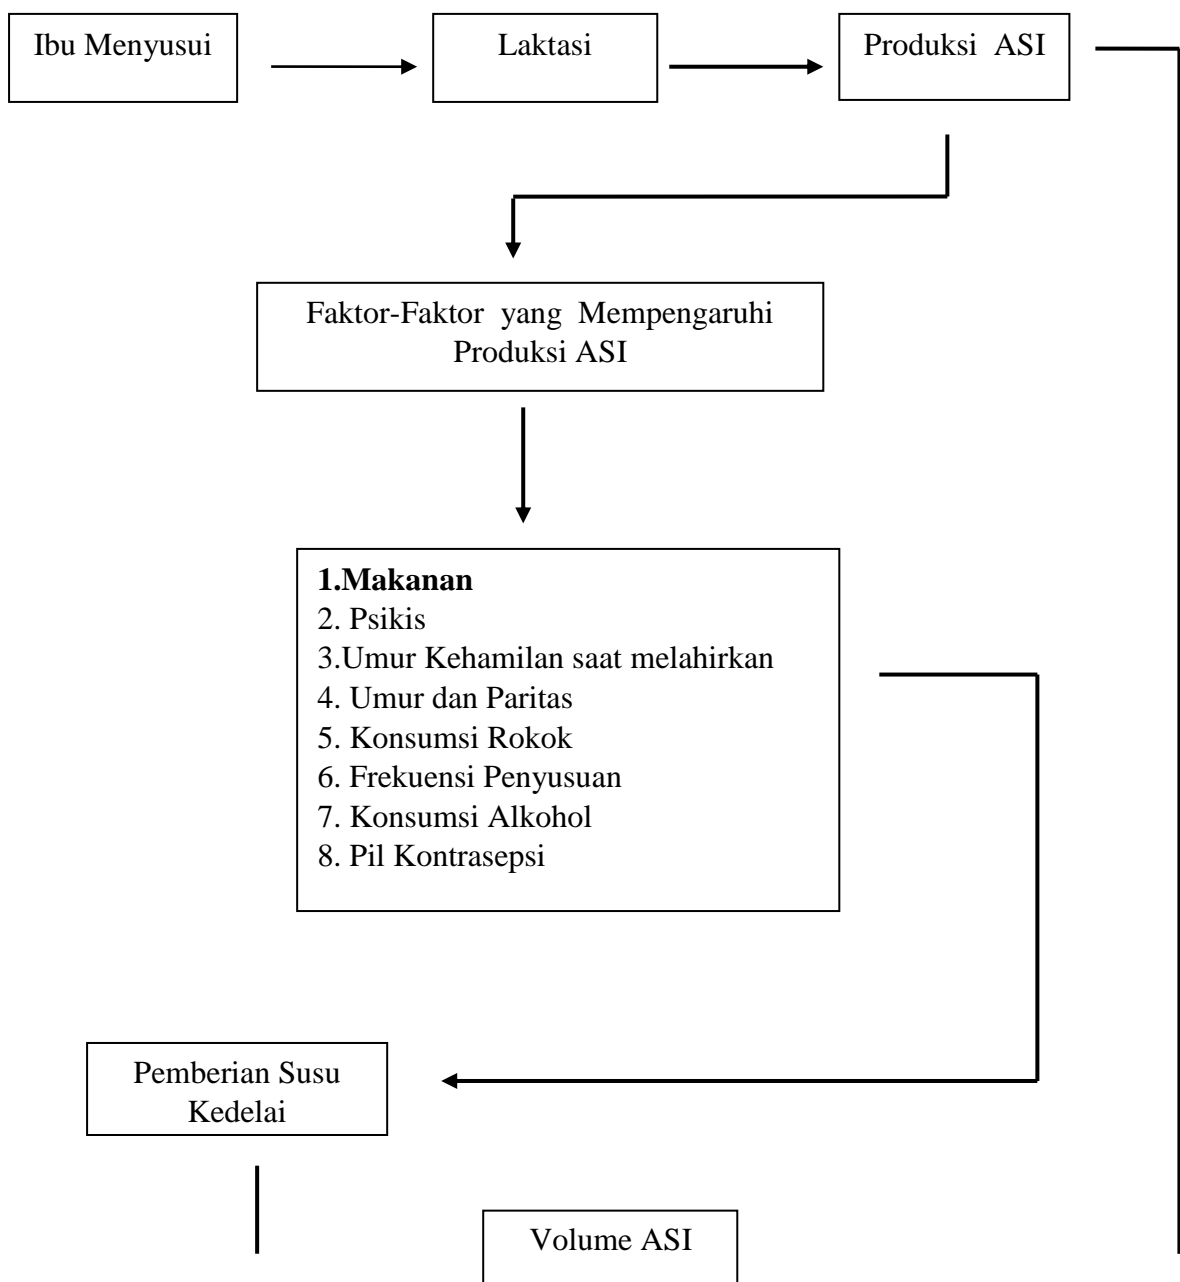 Ibu Menyusui
Laktasi
Produksi ASI
Faktor-Faktor yang Mempengaruhi
Produksi ASI
1.Makanan
2. Psikis
3.Umur Kehamilan saat melahirkan
4. Umur dan Paritas
5. Konsumsi Rokok
6. Frekuensi Penyusuan
7. Konsumsi Alkohol
8. Pil Kontrasepsi
Pemberian Susu
Kedelai
Volume ASI